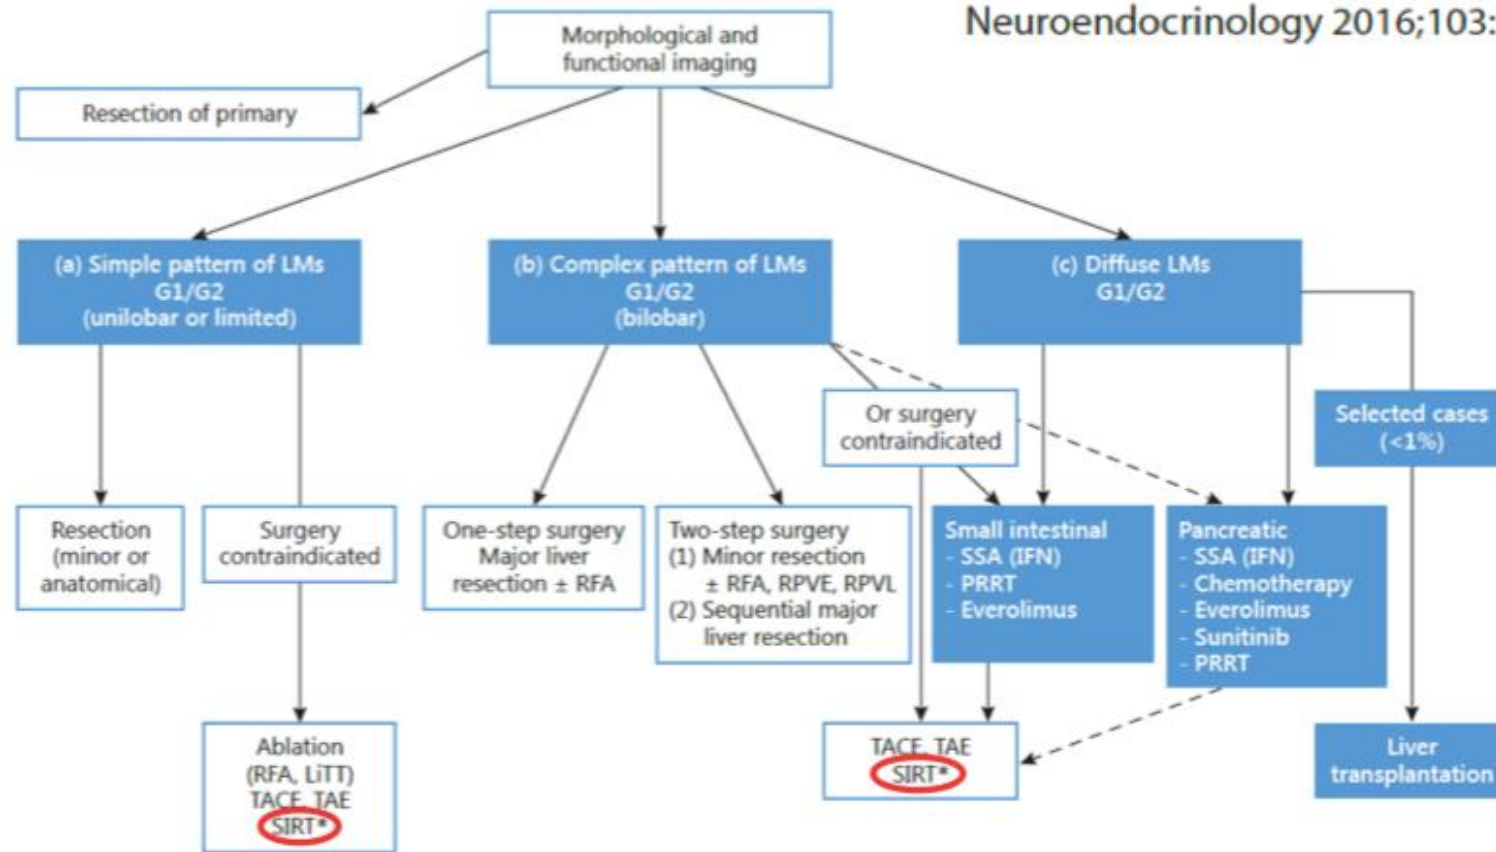 Neuroendocrinology 2016;103:
Morphological and
functional imaging
Resection of primary
(a) Simple pattern of LMs
G1/G2
(unilobar or limited)
(b) Complex pattern of LMs
G1/G2
(bilobar)
(c) Diffuse LMs
G1/G2
Or surgery
contraindicated
Selected cases
(<1%)
Resection
(minor or
anatomical)
Surgery
contraindicated
One-step surgery
Major liver
resection ± RFA
Two-step surgery
(1) Minor resection
± RFA, RPVE, RPVL
(2) Sequential major
liver resection
Small intestinal
- SSA (IFN)
- PRRT
- Everolimus
Pancreatic
- SSA (IFN)
- Chemotherapy
- Everolimus
- Sunitinib
- PRRT
Ablation
(RFA, LiTT)
TACE, TAE
SIRT*
TACE, TAE
SIRT*
Liver
transplantation